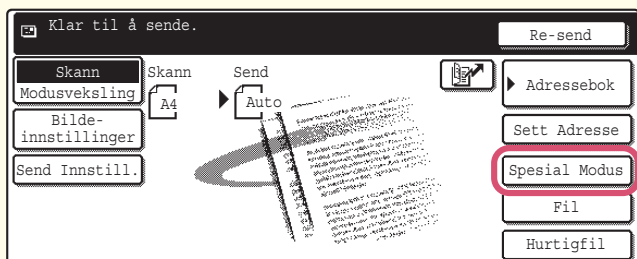 Klar til å sende.
Re-send
Skann
Modusveksling
Skann
A4
Send
Auto
Adressebok
Bilde-
innstillinger
Sett Adresse
Send Innstill.
Spesial Modus
Fil
Hurtigfil